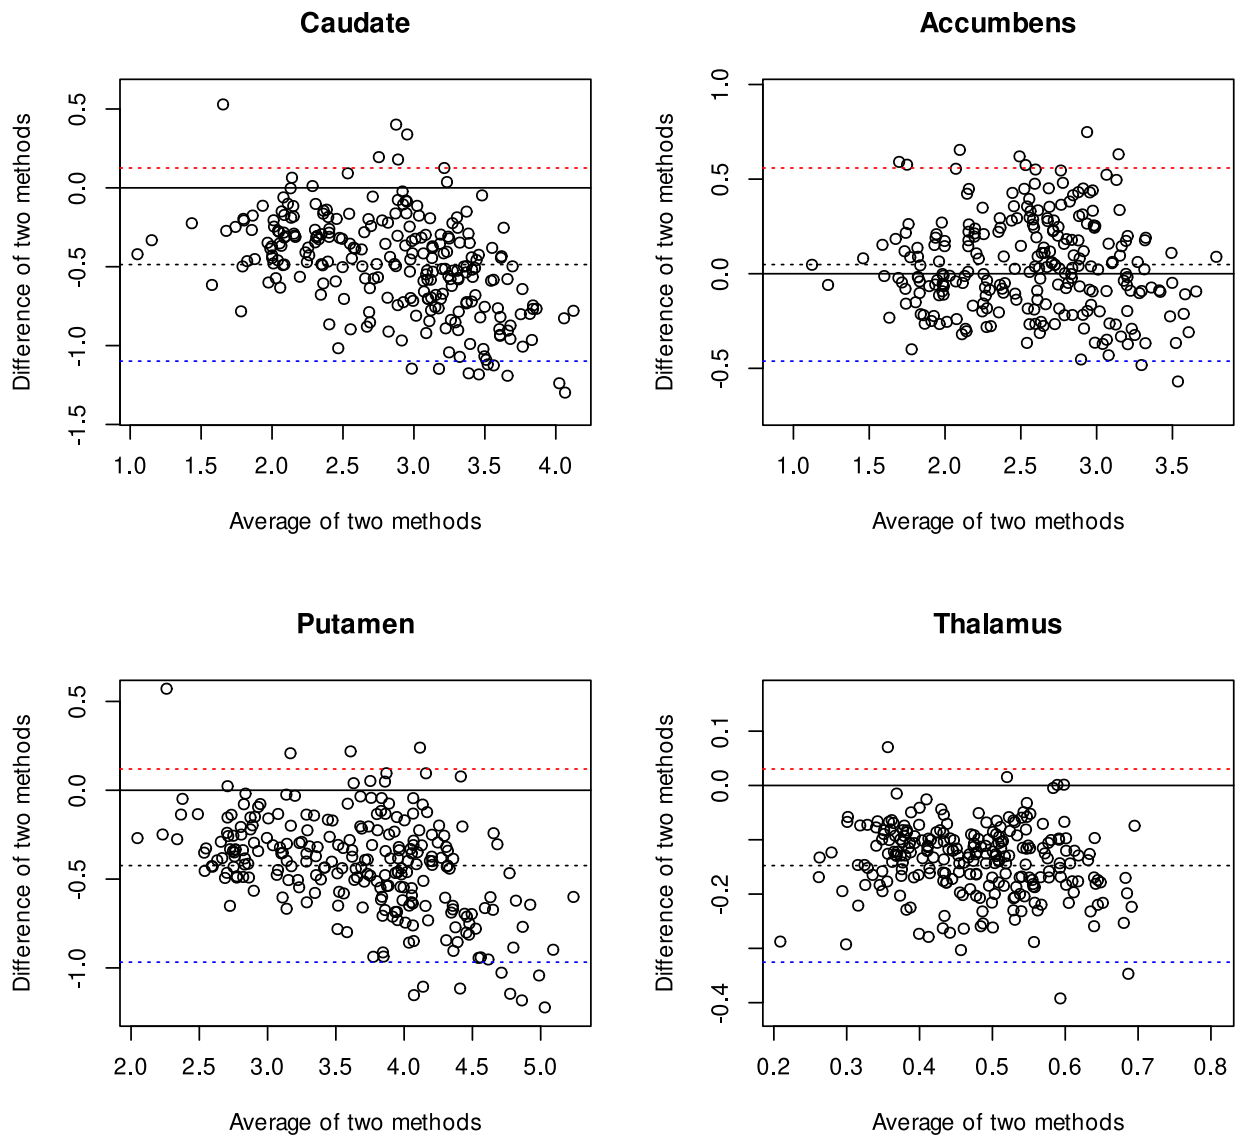 Caudate
Difference of two methods
0.5
0.0
-0.5
-1.0
-1.5
1.0 1.5 2.0 2.5 3.0 3.5 4.0
Average of two methods
Accumbens
Difference of two methods
1.0
0.5
0.0
-0.5
1.0 1.5 2.0 2.5 3.0 3.5
Average of two methods
Putamen
Difference of two methods
0.5
0.0
-0.5
-1.0
2.0 2.5 3.0 3.5 4.0 4.5 5.0
Average of two methods
Thalamus
Difference of two methods
0.1
0.0
-0.2
-0.4
0.2 0.3 0.4 0.5 0.6 0.7 0.8
Average of two methods